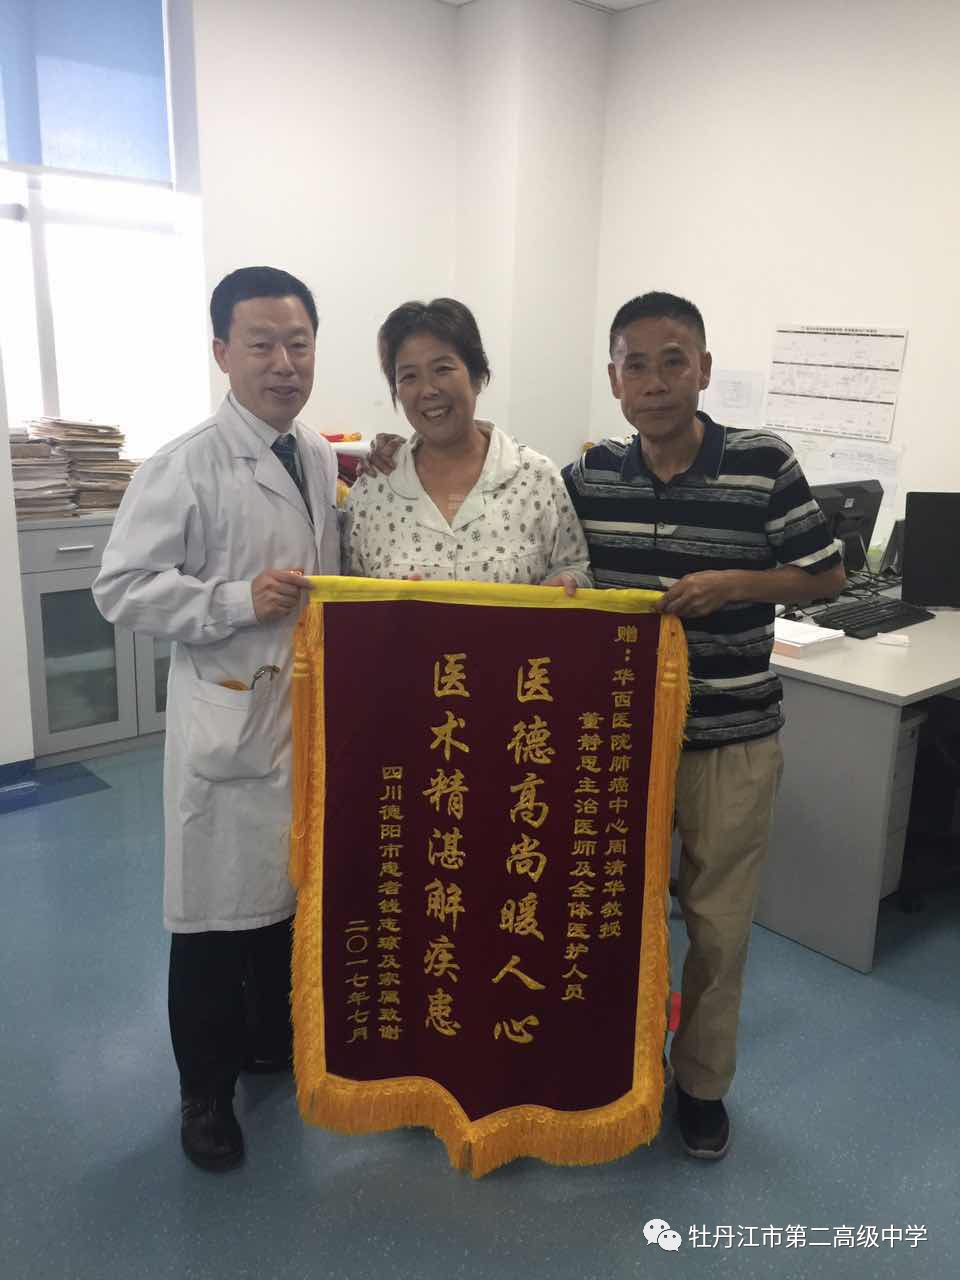 赠：华西医院肺癌中心周清华教授
董静思主治医师及全体医护人员
医德高尚暖人心
医术精湛解疾患
四川德阳市患者钱志琼及家属致谢
二〇一七年七月
牡丹江市第二高级中学